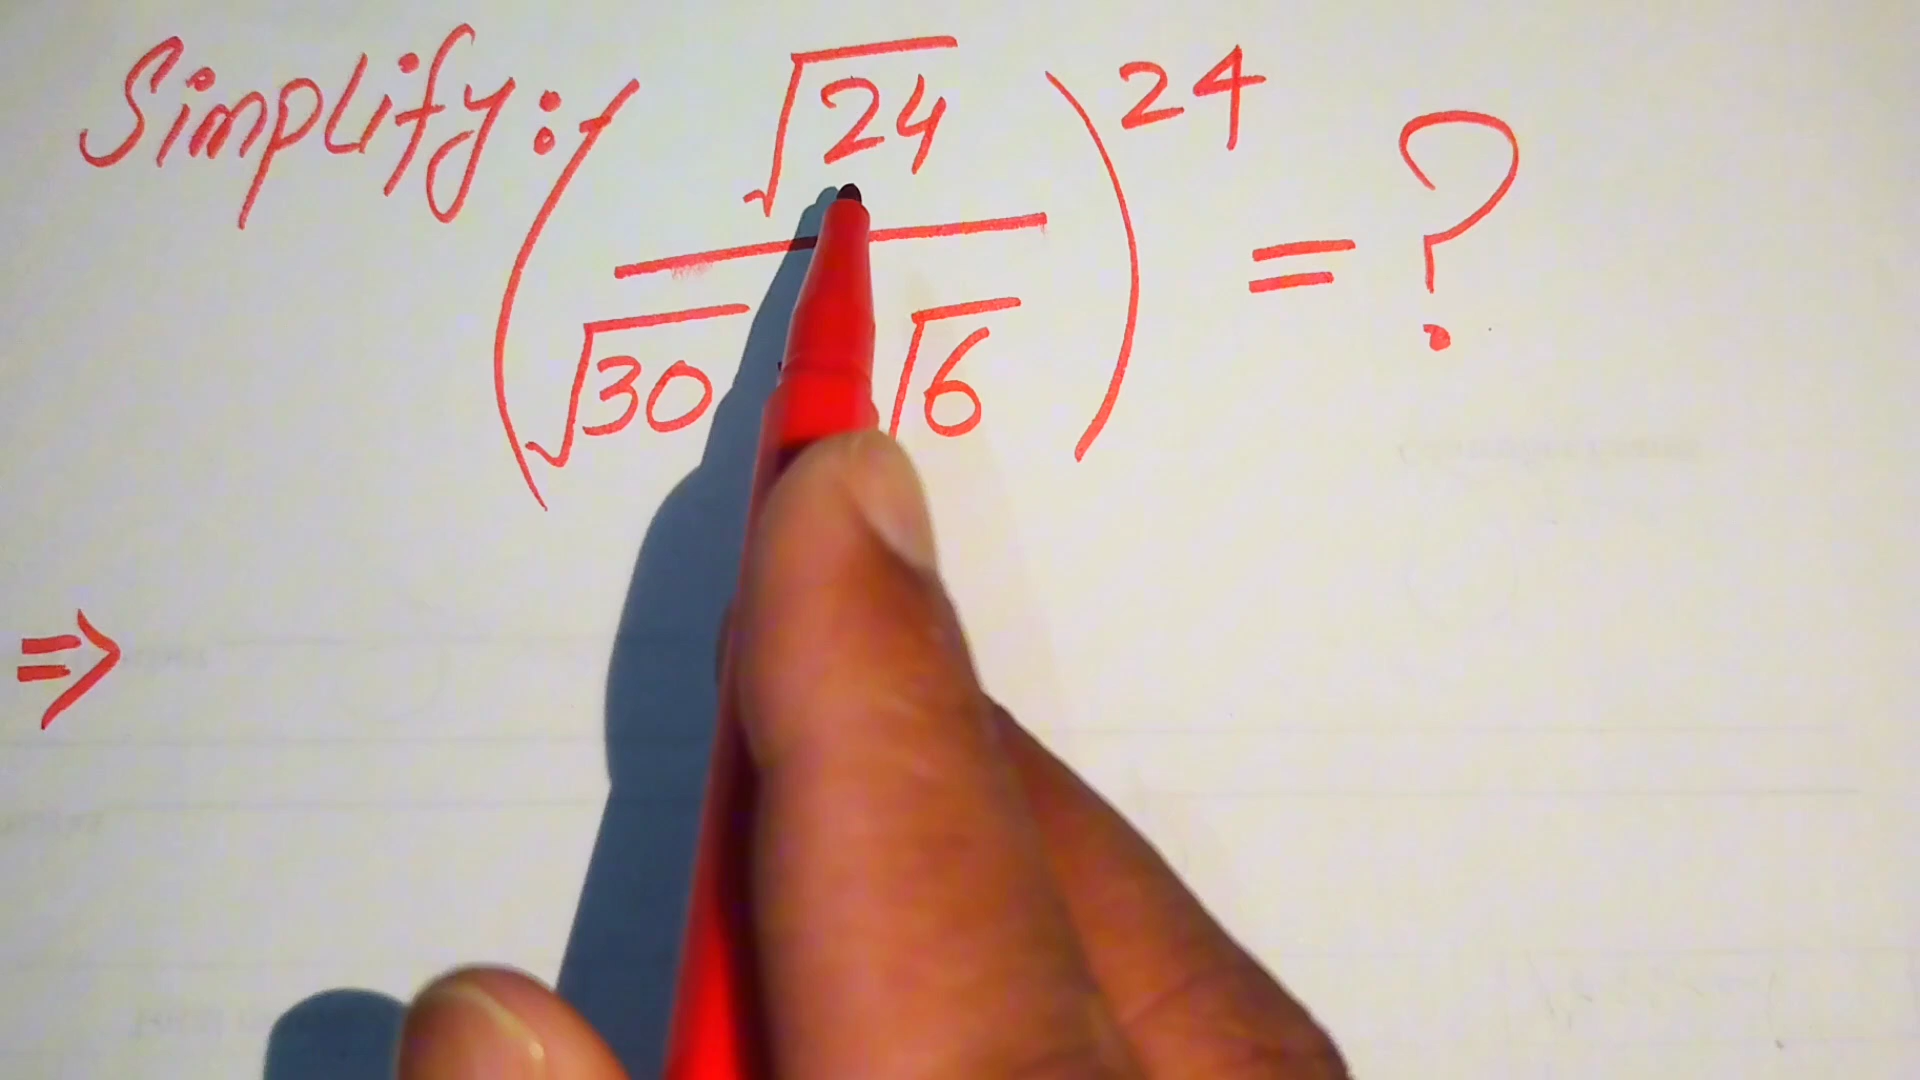 Simplify: (√24 / √30 √6)^24 = ?
⇒